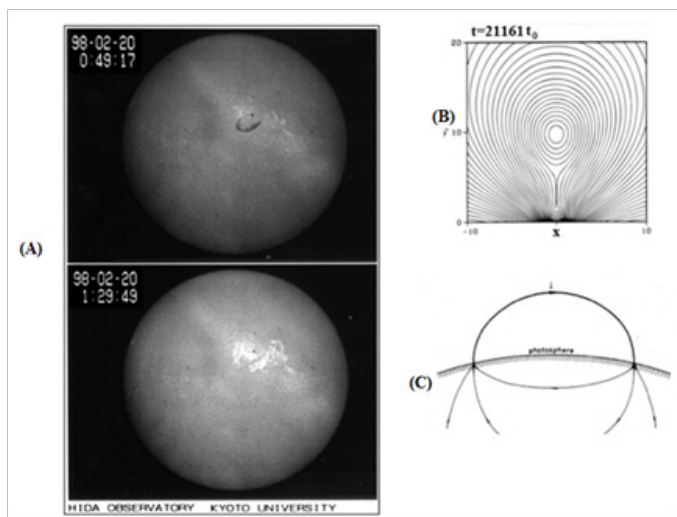 98-02-20
0:49:17
(A)
98-02-20
1:29:49
HIDA OBSERVATORY KYOTO UNIVERSITY
t=21161 t₀
20
(B)
10
0
-10
x
10
photosphere
(C)